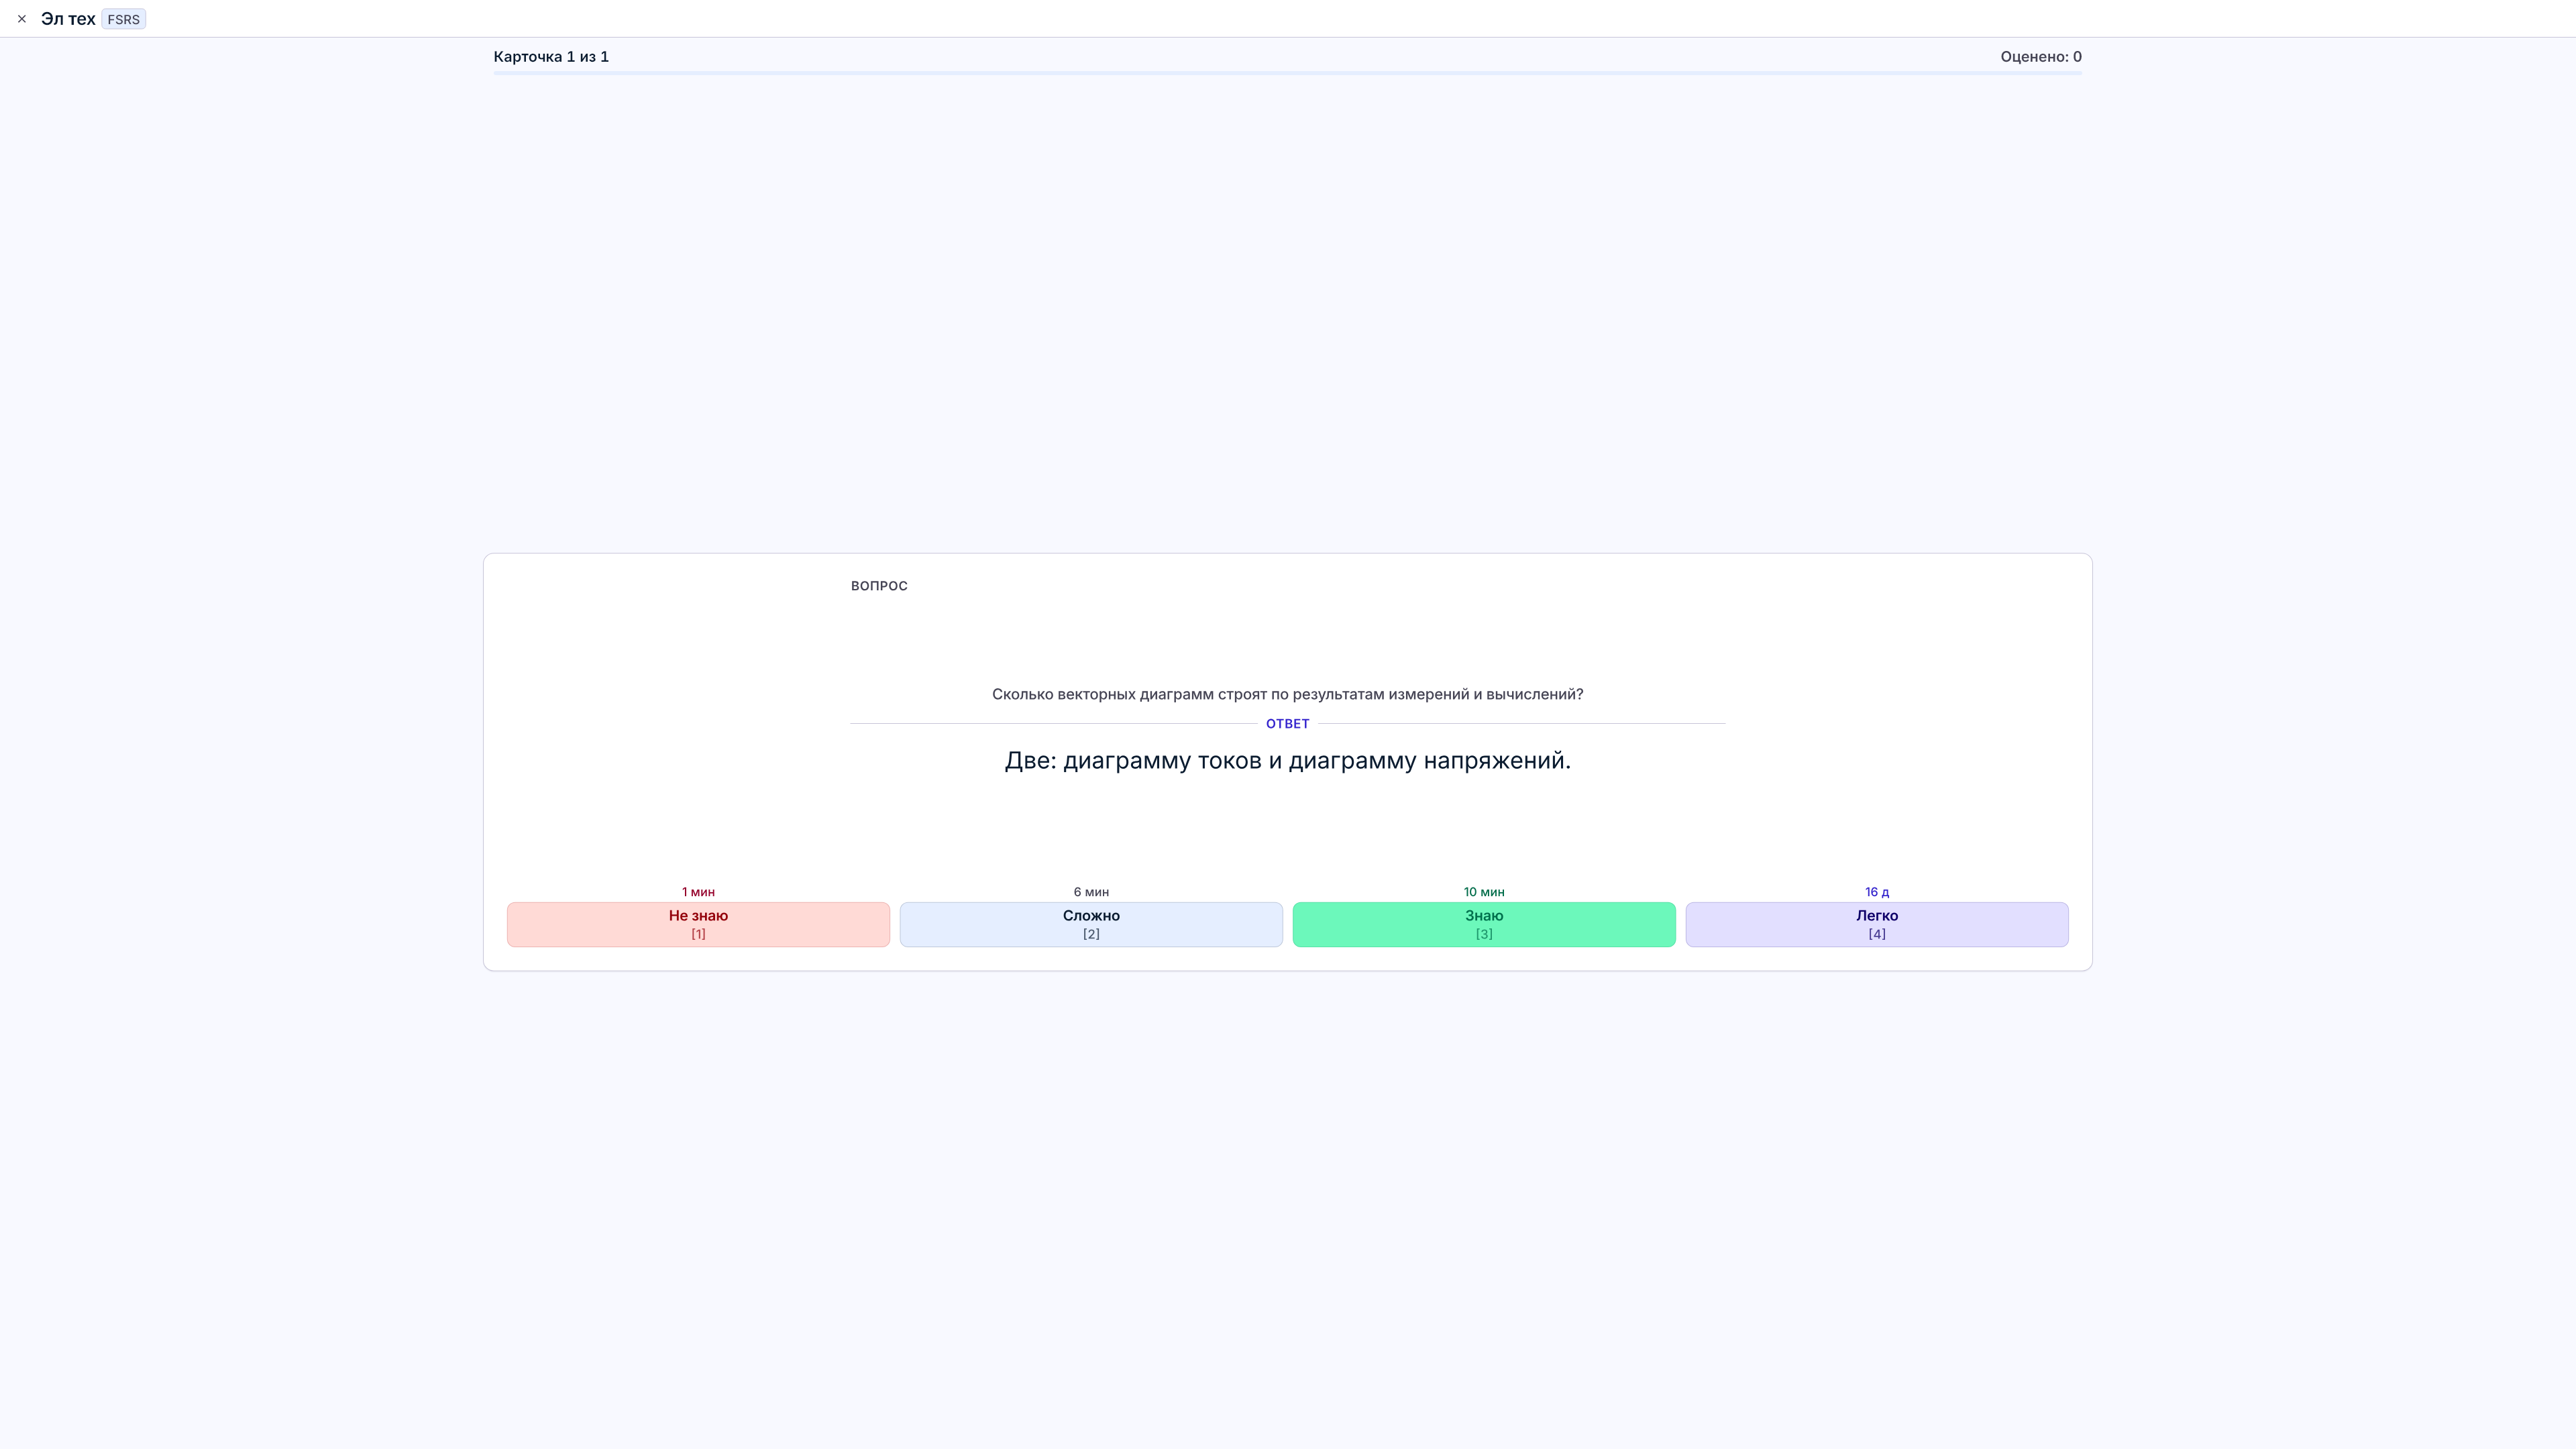 Эл тех FSRS
Карточка 1 из 1
Оценено: 0
ВОПРОС
Сколько векторных диаграмм строят по результатам измерений и вычислений?
ОТВЕТ
Две: диаграмму токов и диаграмму напряжений.
1 мин
Не знаю
[1]
6 мин
Сложно
[2]
10 мин
Знаю
[3]
16 д
Легко
[4]